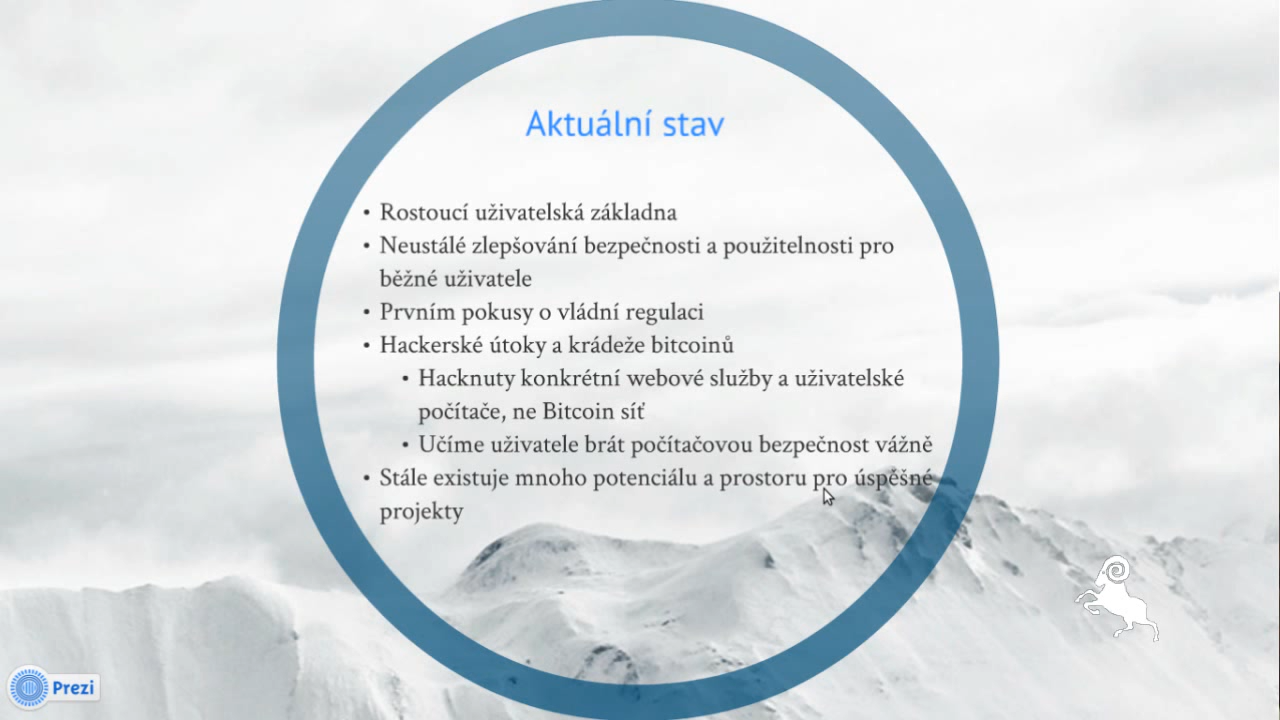 Aktuální stav
• Rostoucí uživatelská základna
• Neustálé zlepšování bezpečnosti a použitelnosti pro
běžné uživatele
• Prvním pokusy o vládní regulaci
• Hackerské útoky a krádeže bitcoinů
• Hacknuty konkrétní webové služby a uživatelské
počítače, ne Bitcoin síť
• Učíme uživatele brát počítačovou bezpečnost vážně
• Stále existuje mnoho potenciálu a prostoru pro úspěšné
projekty
Prezi